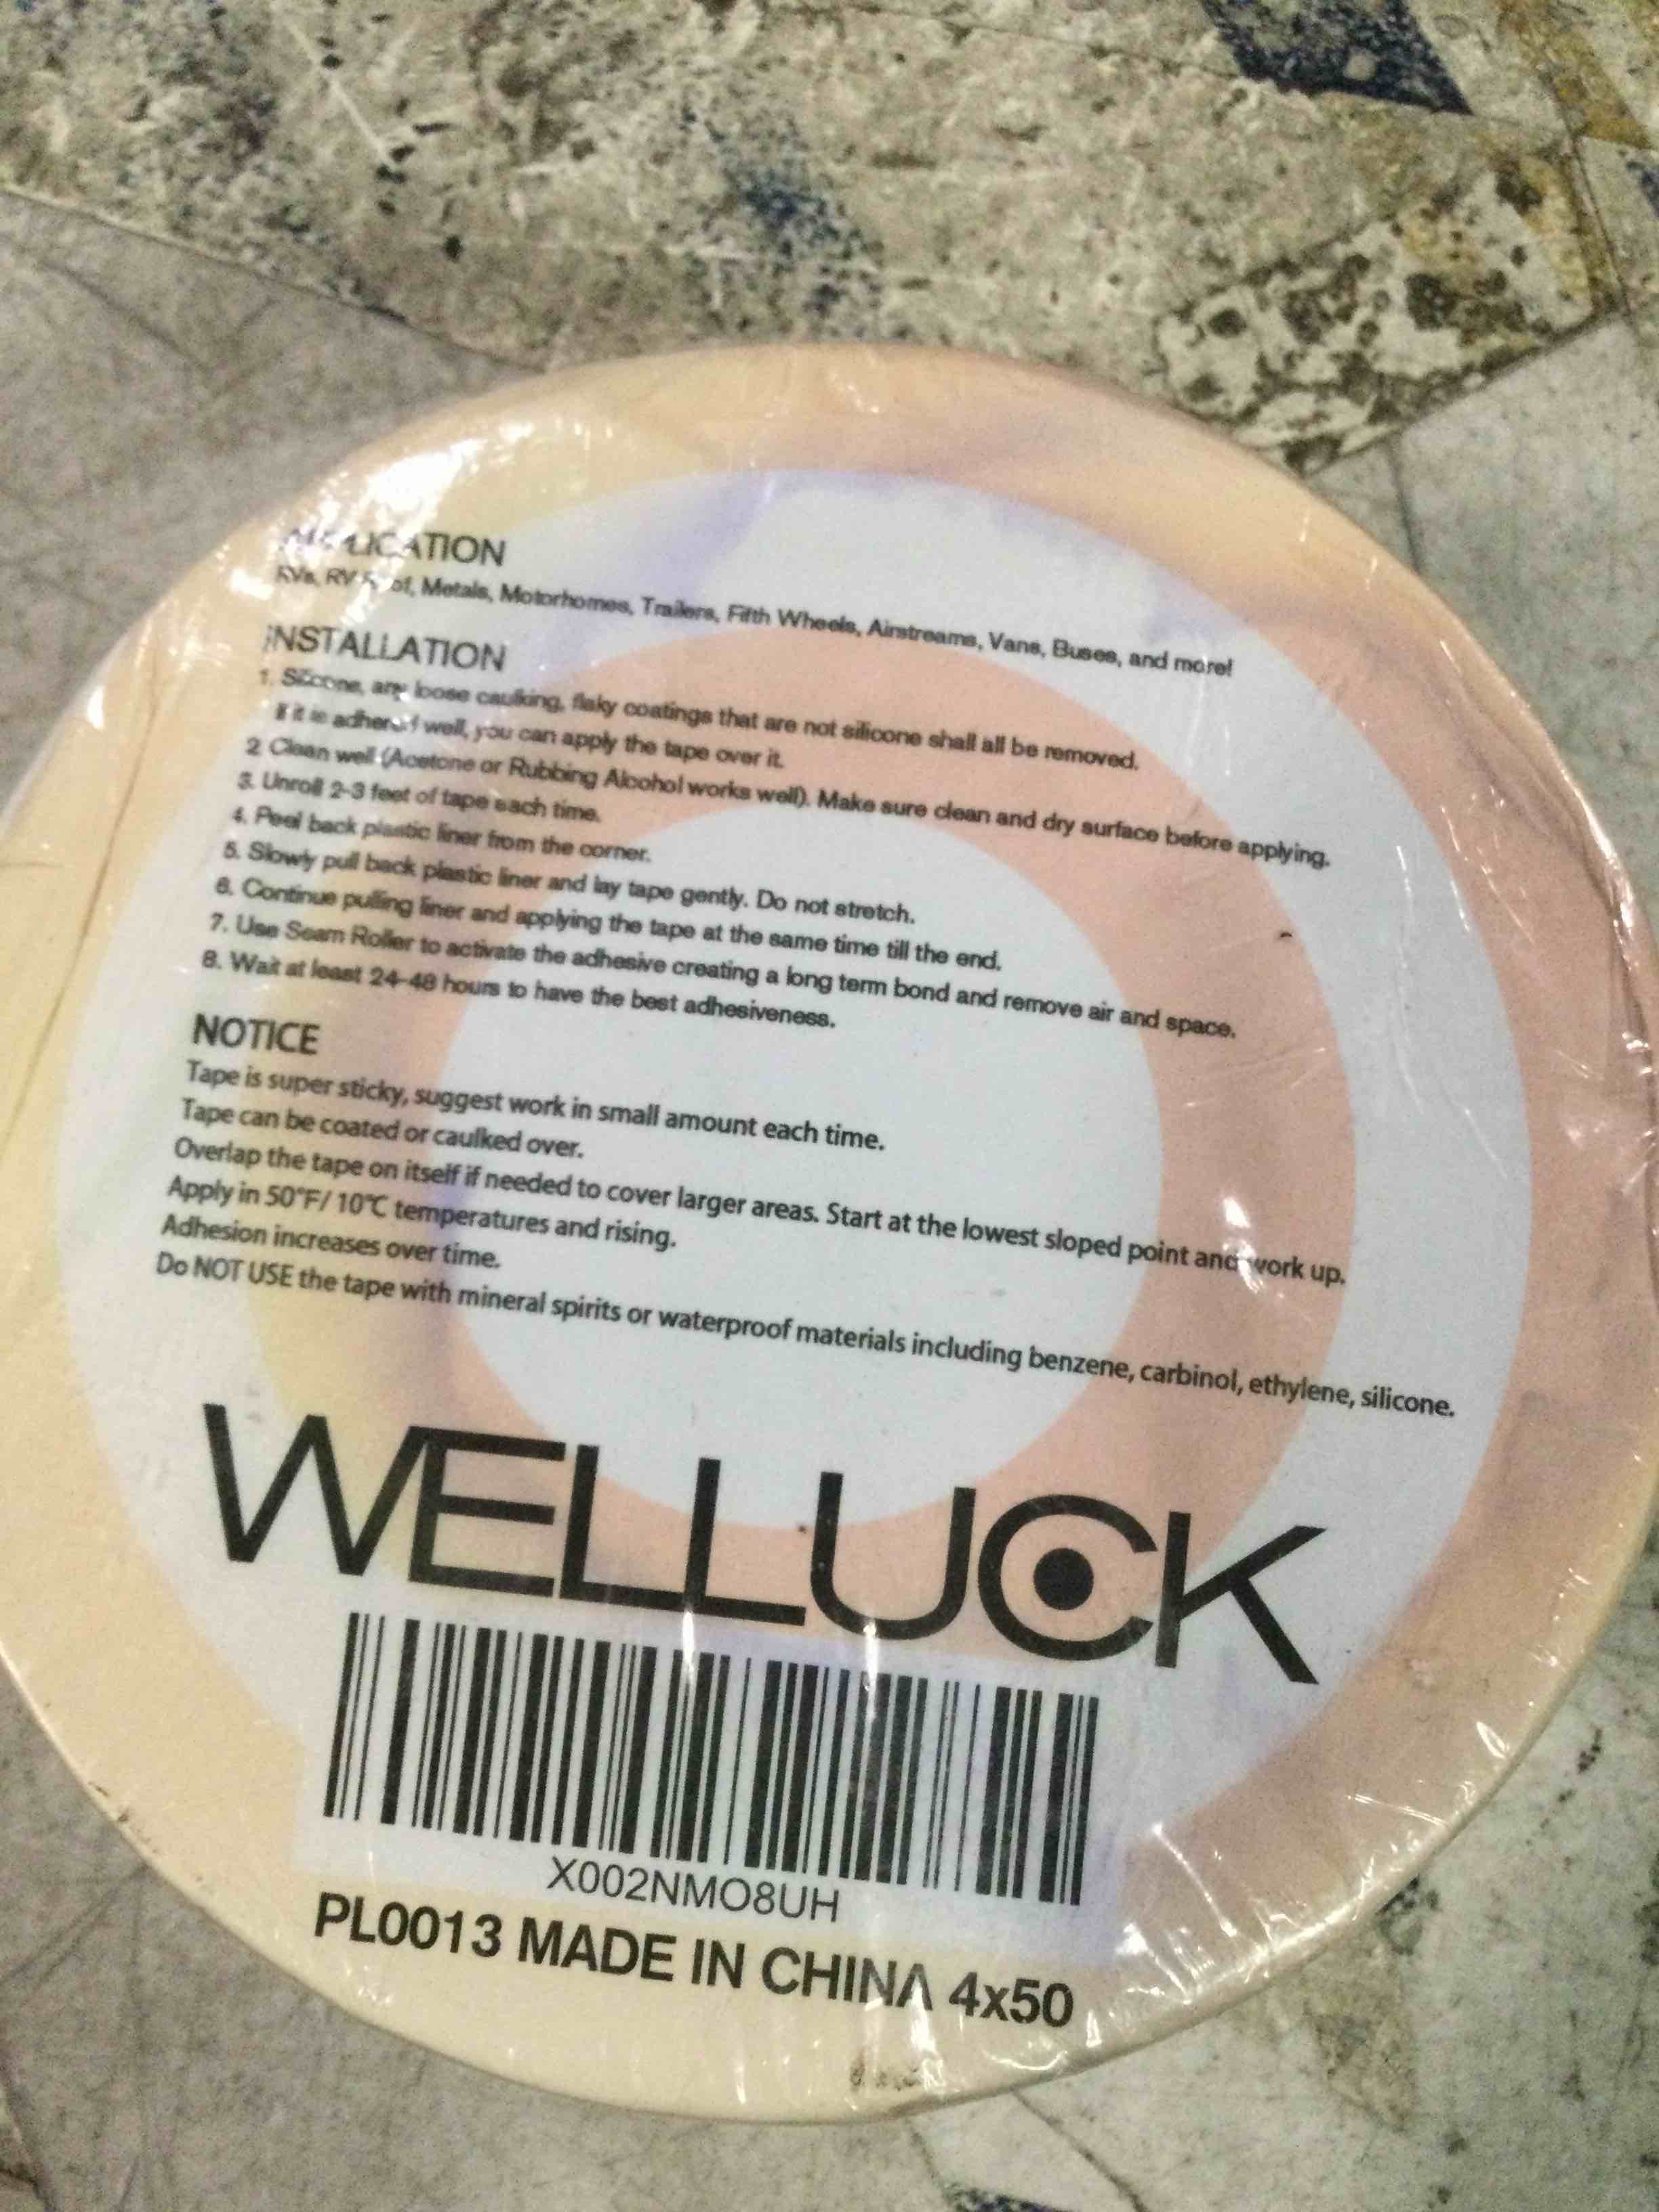 APPLICATION
RVs, RV Roof, Metals, Motorhomes, Trailers, Fifth Wheels, Airstreams, Vans, Buses, and more!
INSTALLATION
1. Silicone, any loose caulking, flaky coatings that are not silicone shall all be removed.
If it is adhered well, you can apply the tape over it.
2. Clean well (Acetone or Rubbing Alcohol works well). Make sure clean and dry surface before applying.
3. Unroll 2-3 feet of tape each time.
4. Peel back plastic liner from the corner.
5. Slowly pull back plastic liner and lay tape gently. Do not stretch.
6. Continue pulling liner and applying the tape at the same time till the end.
7. Use Seam Roller to activate the adhesive creating a long term bond and remove air and space.
8. Wait at least 24-48 hours to have the best adhesiveness.
NOTICE
Tape is super sticky, suggest work in small amount each time.
Tape can be coated or caulked over.
Overlap the tape on itself if needed to cover larger areas. Start at the lowest sloped point and work up.
Apply in 50°F/ 10°C temperatures and rising.
Adhesion increases over time.
Do NOT USE the tape with mineral spirits or waterproof materials including benzene, carbinol, ethylene, silicone.
WELLUCK
X002NMO8UH
PL0013 MADE IN CHINA 4x50